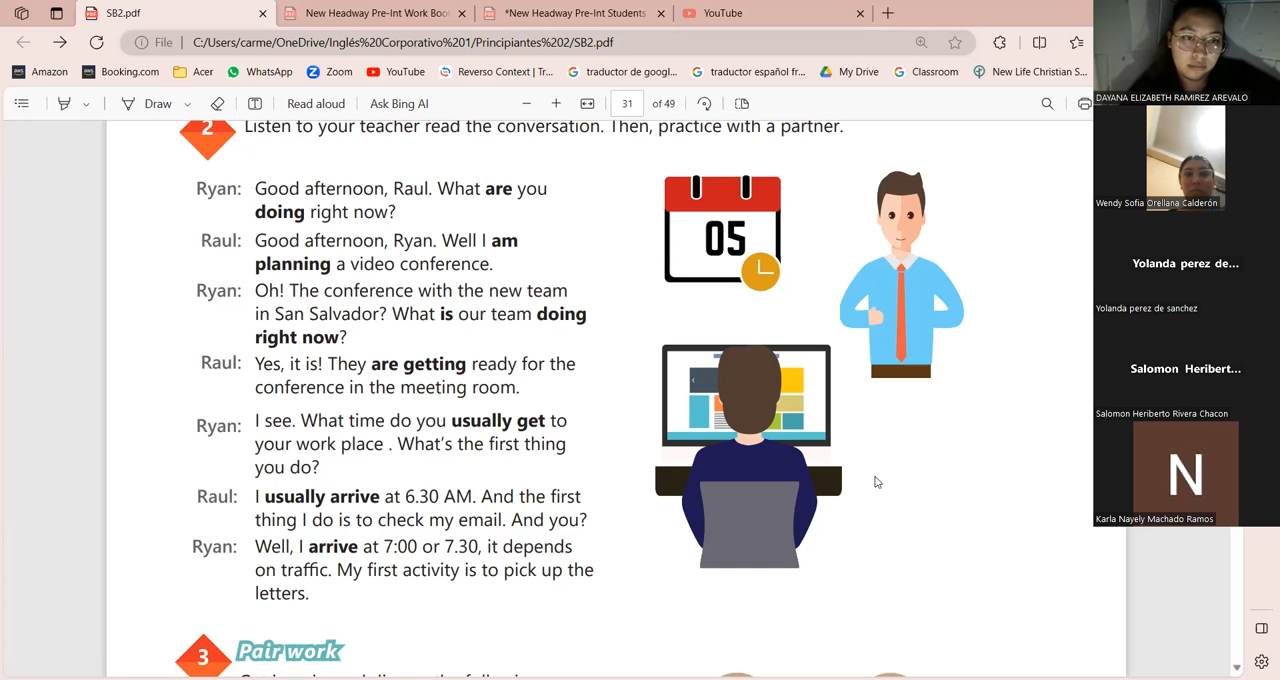 SB2.pdf
New Headway Pre-Int Work Boo
*New Headway Pre-Int Students
YouTube
File
C:/Users/carme/OneDrive/Inglés%20Corporativo%201/Principiantes%202/SB2.pdf
Amazon
Booking.com
Acer
WhatsApp
Zoom
YouTube
Reverso Context | Tr...
traductor de googl...
traductor español fr...
My Drive
Classroom
New Life Christian S...
Draw
Read aloud
Ask Bing AI
31
of 49
2
Listen to your teacher read the conversation. Then, practice with a partner.
Ryan: Good afternoon, Raul. What are you
doing right now?
Raul: Good afternoon, Ryan. Well I am
planning a video conference.
Ryan: Oh! The conference with the new team
in San Salvador? What is our team doing
right now?
Raul: Yes, it is! They are getting ready for the
conference in the meeting room.
Ryan: I see. What time do you usually get to
your work place . What's the first thing
you do?
Raul: I usually arrive at 6.30 AM. And the first
thing I do is to check my email. And you?
Ryan: Well, I arrive at 7:00 or 7.30, it depends
on traffic. My first activity is to pick up the
letters.
05
3
Pair work
DAYANA ELIZABETH RAMIREZ AREVALO
Wendy Sofia Orellana Calderón
Yolanda perez de...
Yolanda perez de sanchez
Salomon Heribert...
Salomon Heriberto Rivera Chacon
N
Karla Nayely Machado Ramos